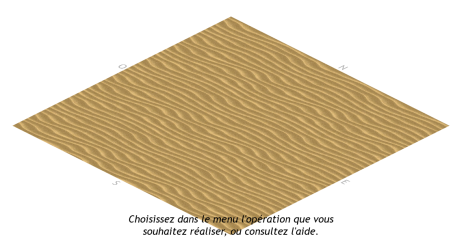 O
N
S
E
Choisissez dans le menu l'opération que vous
souhaitez réaliser, ou consultez l'aide.